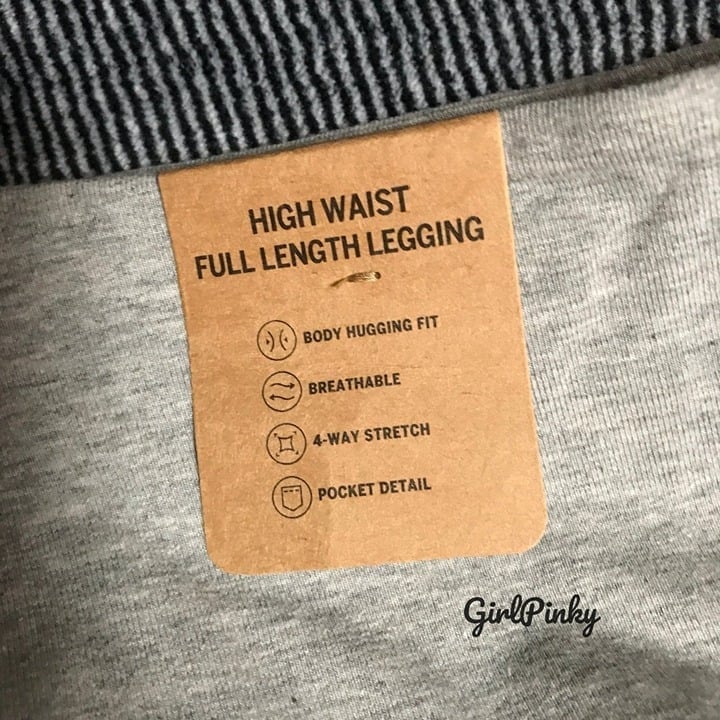 HIGH WAIST
FULL LENGTH LEGGING
BODY HUGGING FIT
BREATHABLE
4-WAY STRETCH
POCKET DETAIL
GirlPinky